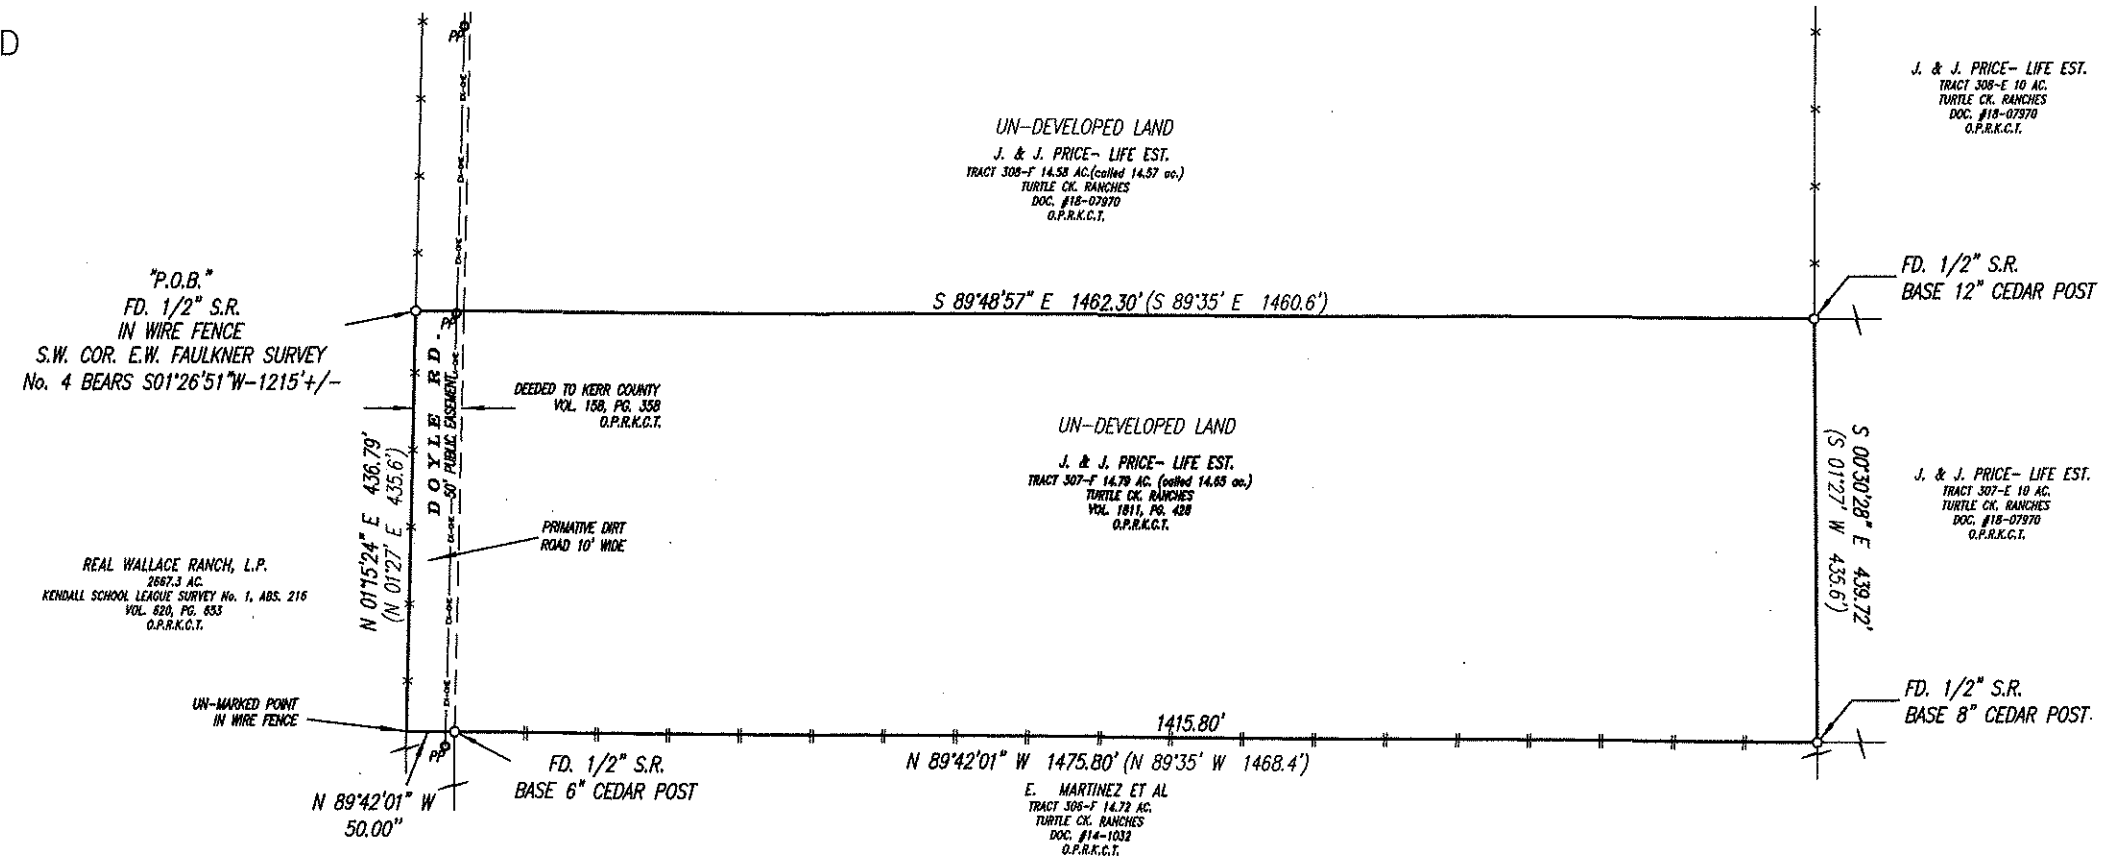 D
PP
UN-DEVELOPED LAND
J. & J. PRICE- LIFE EST.
TRACT 308-F 14.58 AC.(called 14.57 ac.)
TURTLE CK. RANCHES
DOC. #18-07970
O.P.R.K.C.T.
J. & J. PRICE- LIFE EST.
TRACT 308-E 10 AC.
TURTLE CK. RANCHES
DOC. #18-07970
O.P.R.K.C.T.
"P.O.B."
FD. 1/2" S.R.
IN WIRE FENCE
S.W. COR. E.W. FAULKNER SURVEY
No. 4 BEARS S01°26'51"W-1215'+/-
S 89°48'57" E 1462.30' (S 89°35' E 1460.6')
FD. 1/2" S.R.
BASE 12" CEDAR POST
PP
DOYLE RD.
50' PUBLIC EASEMENT
DEEDED TO KERR COUNTY
VOL. 158, PG. 358
O.P.R.K.C.T.
N 01°15'24" E 436.79'
(N 01°27' E 435.6')
PRIMATIVE DIRT
ROAD 10' WIDE
UN-DEVELOPED LAND
J. & J. PRICE- LIFE EST.
TRACT 307-F 14.79 AC. (called 14.65 ac.)
TURTLE CK. RANCHES
VOL. 1811, PG. 428
O.P.R.K.C.T.
S 00°30'28" E 439.72'
(S 01°27' W 435.6')
J. & J. PRICE- LIFE EST.
TRACT 307-E 10 AC.
TURTLE CK. RANCHES
DOC. #18-07970
O.P.R.K.C.T.
REAL WALLACE RANCH, L.P.
2667.3 AC.
KENDALL SCHOOL LEAGUE SURVEY No. 1, ABS. 216
VOL. 620, PG. 653
O.P.R.K.C.T.
UN-MARKED POINT
IN WIRE FENCE
PP
N 89°42'01" W
50.00"
FD. 1/2" S.R.
BASE 6" CEDAR POST
1415.80'
N 89°42'01" W 1475.80' (N 89°35' W 1468.4')
FD. 1/2" S.R.
BASE 8" CEDAR POST
E. MARTINEZ ET AL
TRACT 306-F 14.72 AC.
TURTLE CK. RANCHES
DOC. #14-1032
O.P.R.K.C.T.